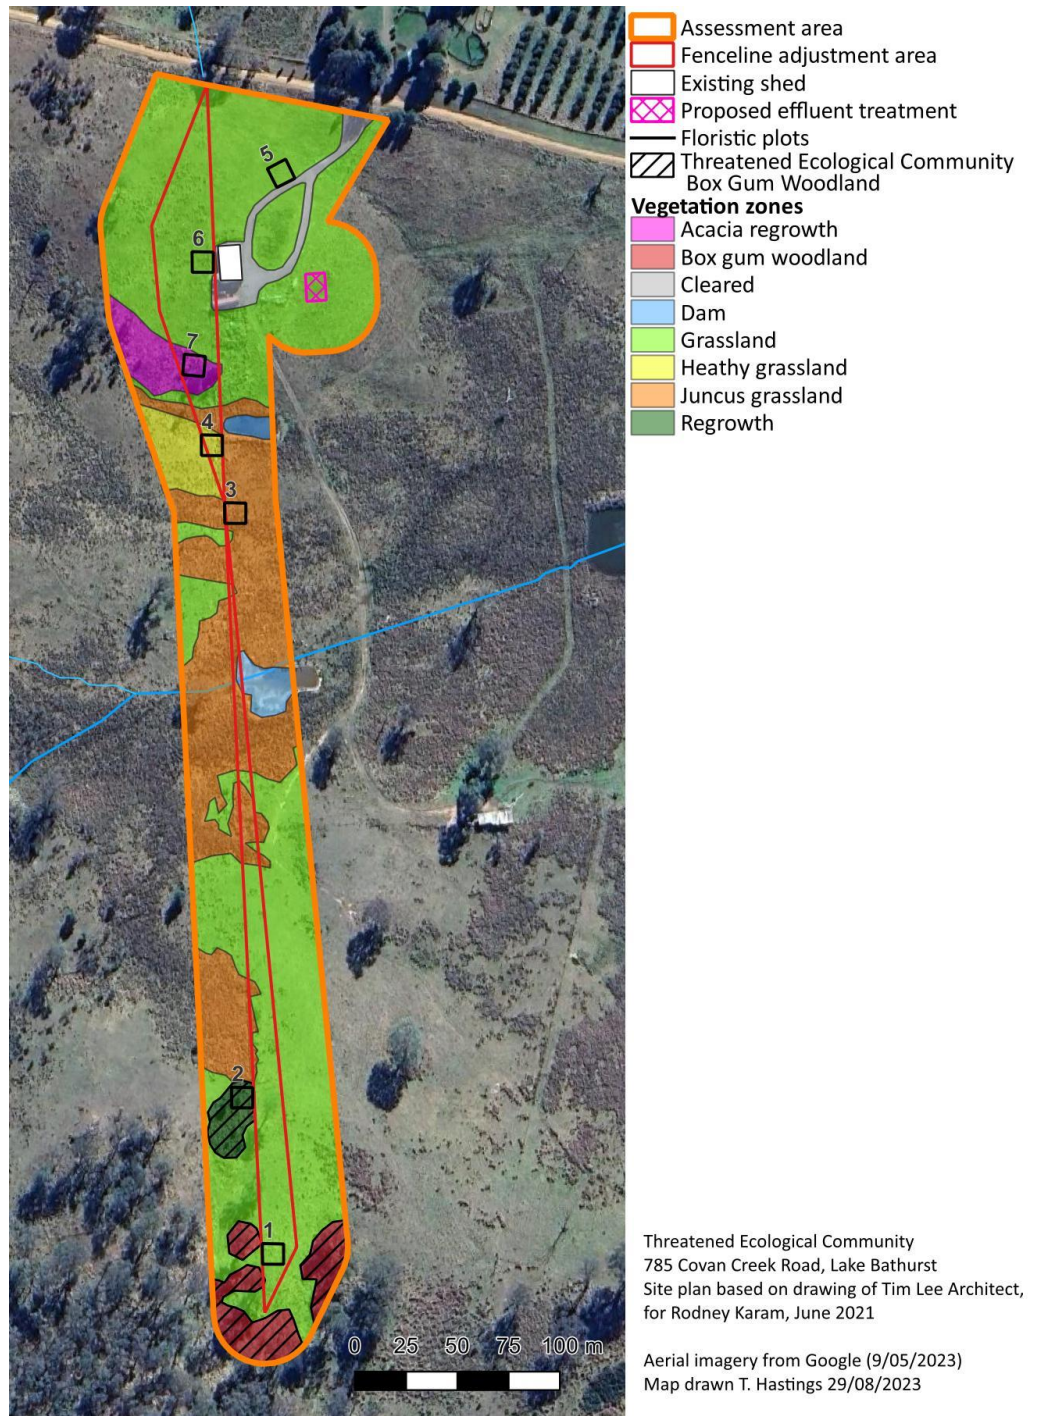 Assessment area
Fenceline adjustment area
Existing shed
Proposed effluent treatment
Floristic plots
Threatened Ecological Community
Box Gum Woodland
Vegetation zones
Acacia regrowth
Box gum woodland
Cleared
Dam
Grassland
Heathy grassland
Juncus grassland
Regrowth
5
6
7
4
3
2
1
0 25 50 75 100 m
Threatened Ecological Community
785 Covan Creek Road, Lake Bathurst
Site plan based on drawing of Tim Lee Architect,
for Rodney Karam, June 2021
Aerial imagery from Google (9/05/2023)
Map drawn T. Hastings 29/08/2023